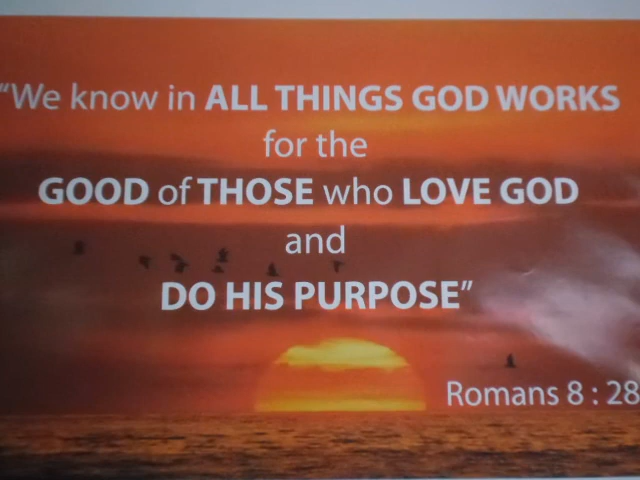 “We know in ALL THINGS GOD WORKS
for the
GOOD of THOSE who LOVE GOD
and
DO HIS PURPOSE”
Romans 8 : 28